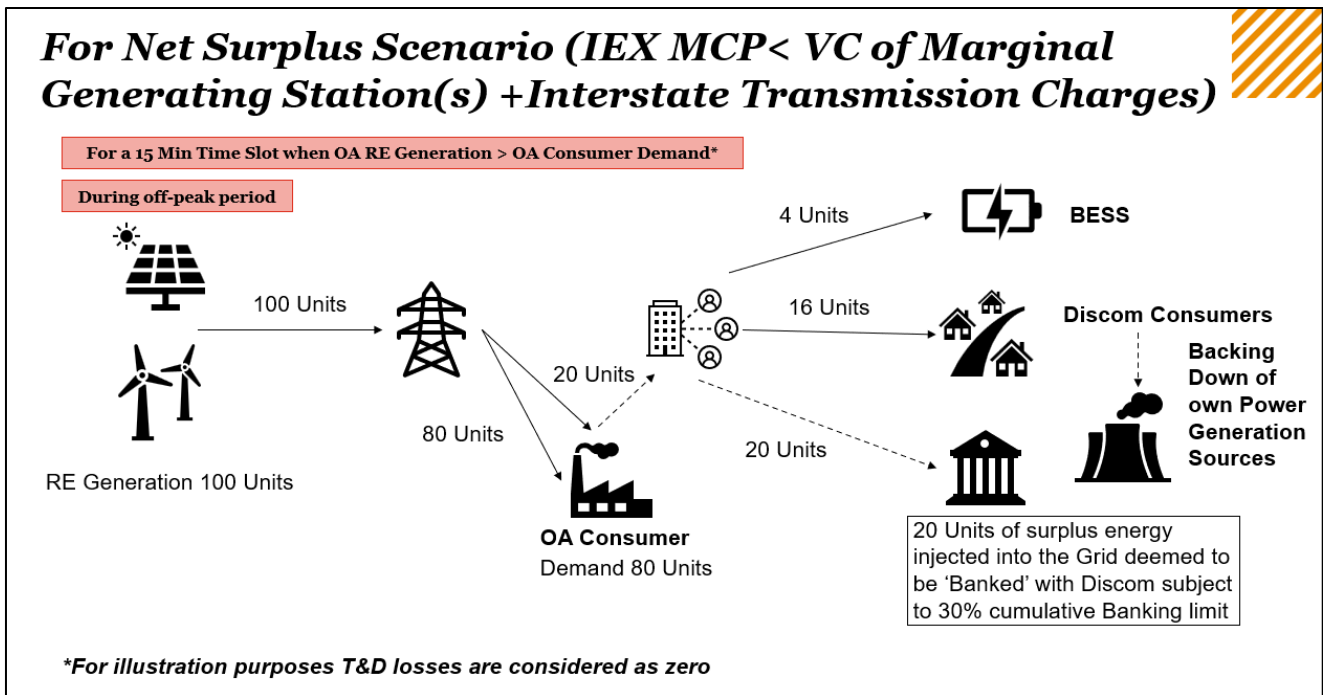 For Net Surplus Scenario (IEX MCP< VC of Marginal
Generating Station(s) +Interstate Transmission Charges)
For a 15 Min Time Slot when OA RE Generation > OA Consumer Demand*
During off-peak period
4 Units
BESS
100 Units
16 Units
Discom Consumers
Backing
Down of
own Power
Generation
Sources
20 Units
80 Units
20 Units
RE Generation 100 Units
OA Consumer
Demand 80 Units
20 Units of surplus energy
injected into the Grid deemed to
be ‘Banked’ with Discom subject
to 30% cumulative Banking limit
*For illustration purposes T&D losses are considered as zero